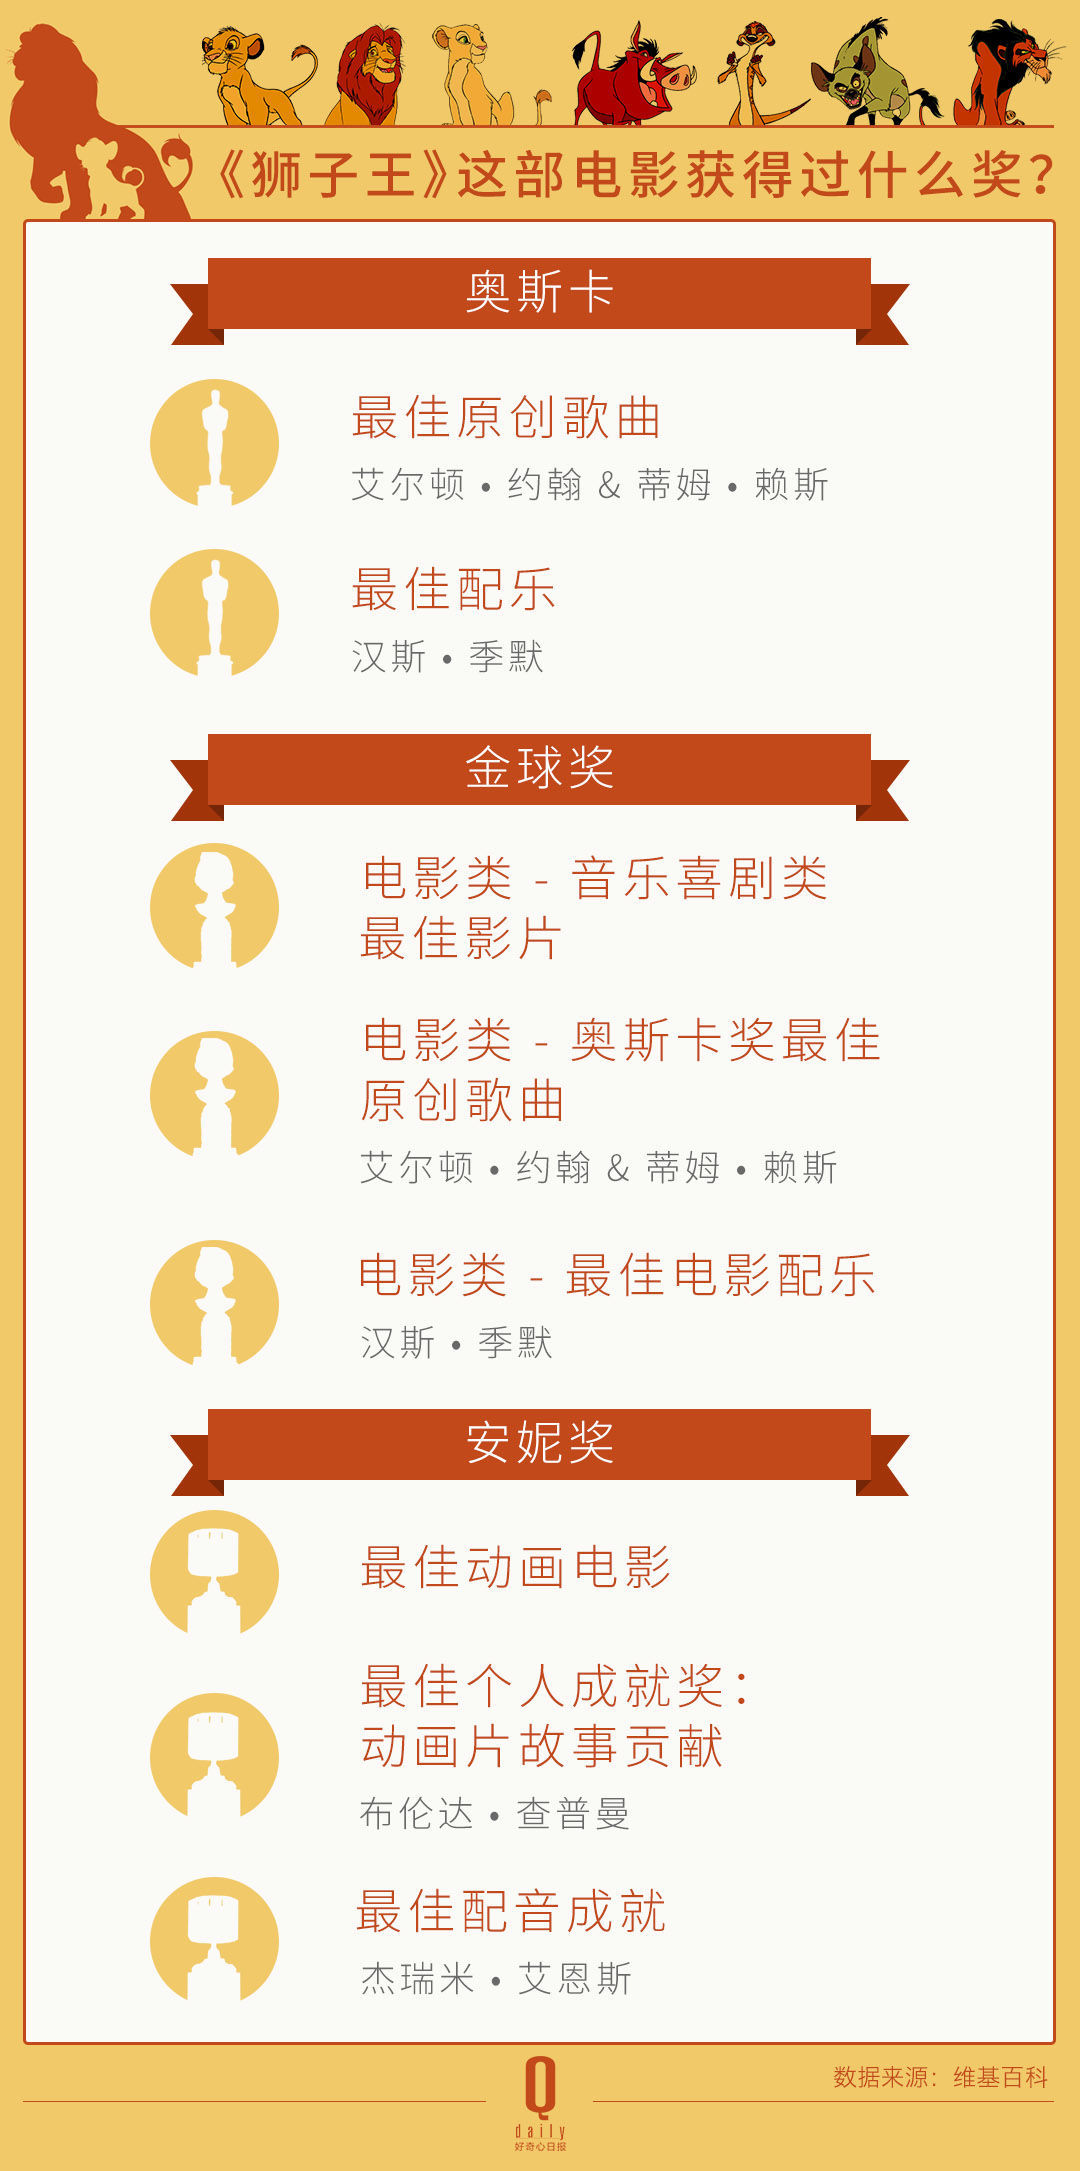 《狮子王》这部电影获得过什么奖？
奥斯卡
最佳原创歌曲
艾尔顿 • 约翰 & 蒂姆 • 赖斯
最佳配乐
汉斯 • 季默
金球奖
电影类 - 音乐喜剧类
最佳影片
电影类 - 奥斯卡奖最佳
原创歌曲
艾尔顿 • 约翰 & 蒂姆 • 赖斯
电影类 - 最佳电影配乐
汉斯 • 季默
安妮奖
最佳动画电影
最佳个人成就奖：
动画片故事贡献
布伦达 • 查普曼
最佳配音成就
杰瑞米 • 艾恩斯
数据来源：维基百科
Q
daily
好奇心日报